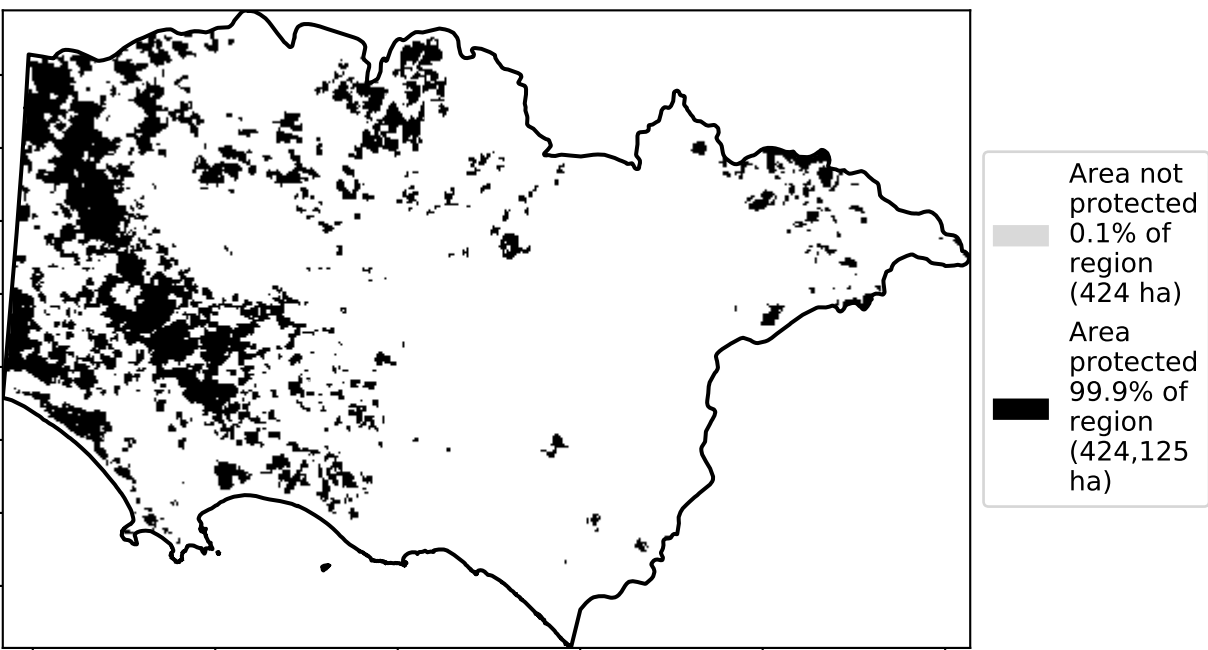 Area not
protected
0.1% of
region
(424 ha)
Area
protected
99.9% of
region
(424,125
ha)